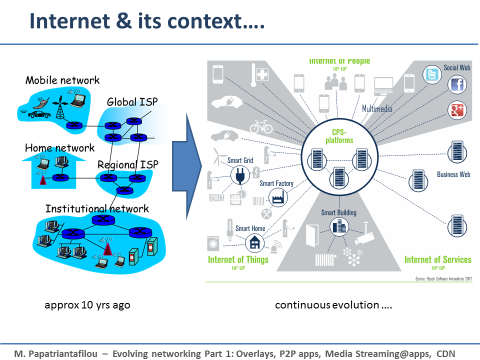 Internet & its context....
Mobile network
Global ISP
Home network
Regional ISP
Institutional network
Internet of People
Social Web
Multimedia
CPS-
platforms
Smart Grid
Smart Factory
Business Web
Smart Building
Smart Home
Internet of Things
Internet of Services
approx 10 yrs ago
continuous evolution ....
M. Papatriantafilou – Evolving networking Part 1: Overlays, P2P apps, Media Streaming@apps, CDN